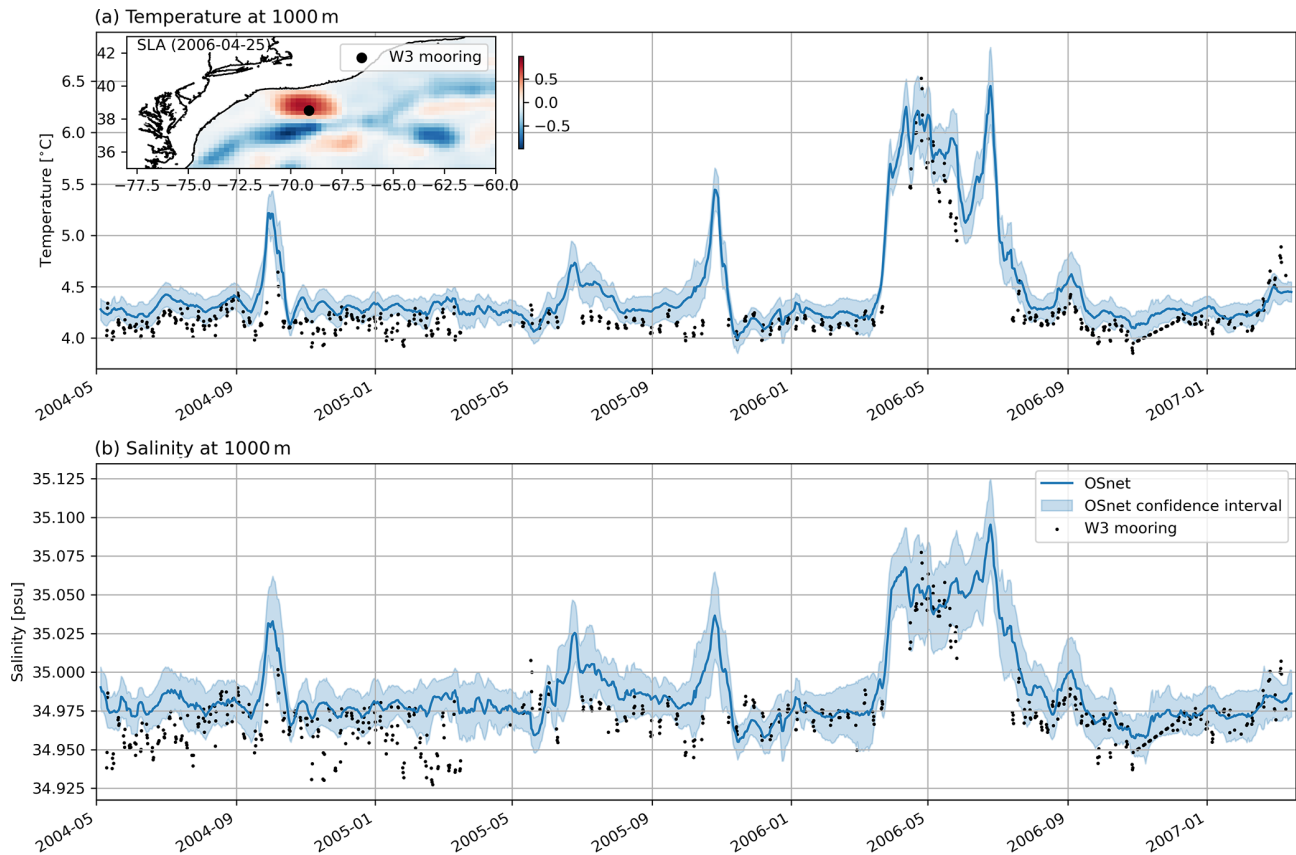 (a) Temperature at 1000 m
SLA (2006-04-25)
W3 mooring
42
40
38
36
−77.5 −75.0 −72.5 −70.0 −67.5 −65.0 −62.5 −60.0
0.5
0.0
−0.5
Temperature [°C]
6.5
6.0
5.5
5.0
4.5
4.0
2004-05 2004-09 2005-01 2005-05 2005-09 2006-01 2006-05 2006-09 2007-01
(b) Salinity at 1000 m
OSnet
OSnet confidence interval
W3 mooring
Salinity [psu]
35.125
35.100
35.075
35.050
35.025
35.000
34.975
34.950
34.925
2004-05 2004-09 2005-01 2005-05 2005-09 2006-01 2006-05 2006-09 2007-01